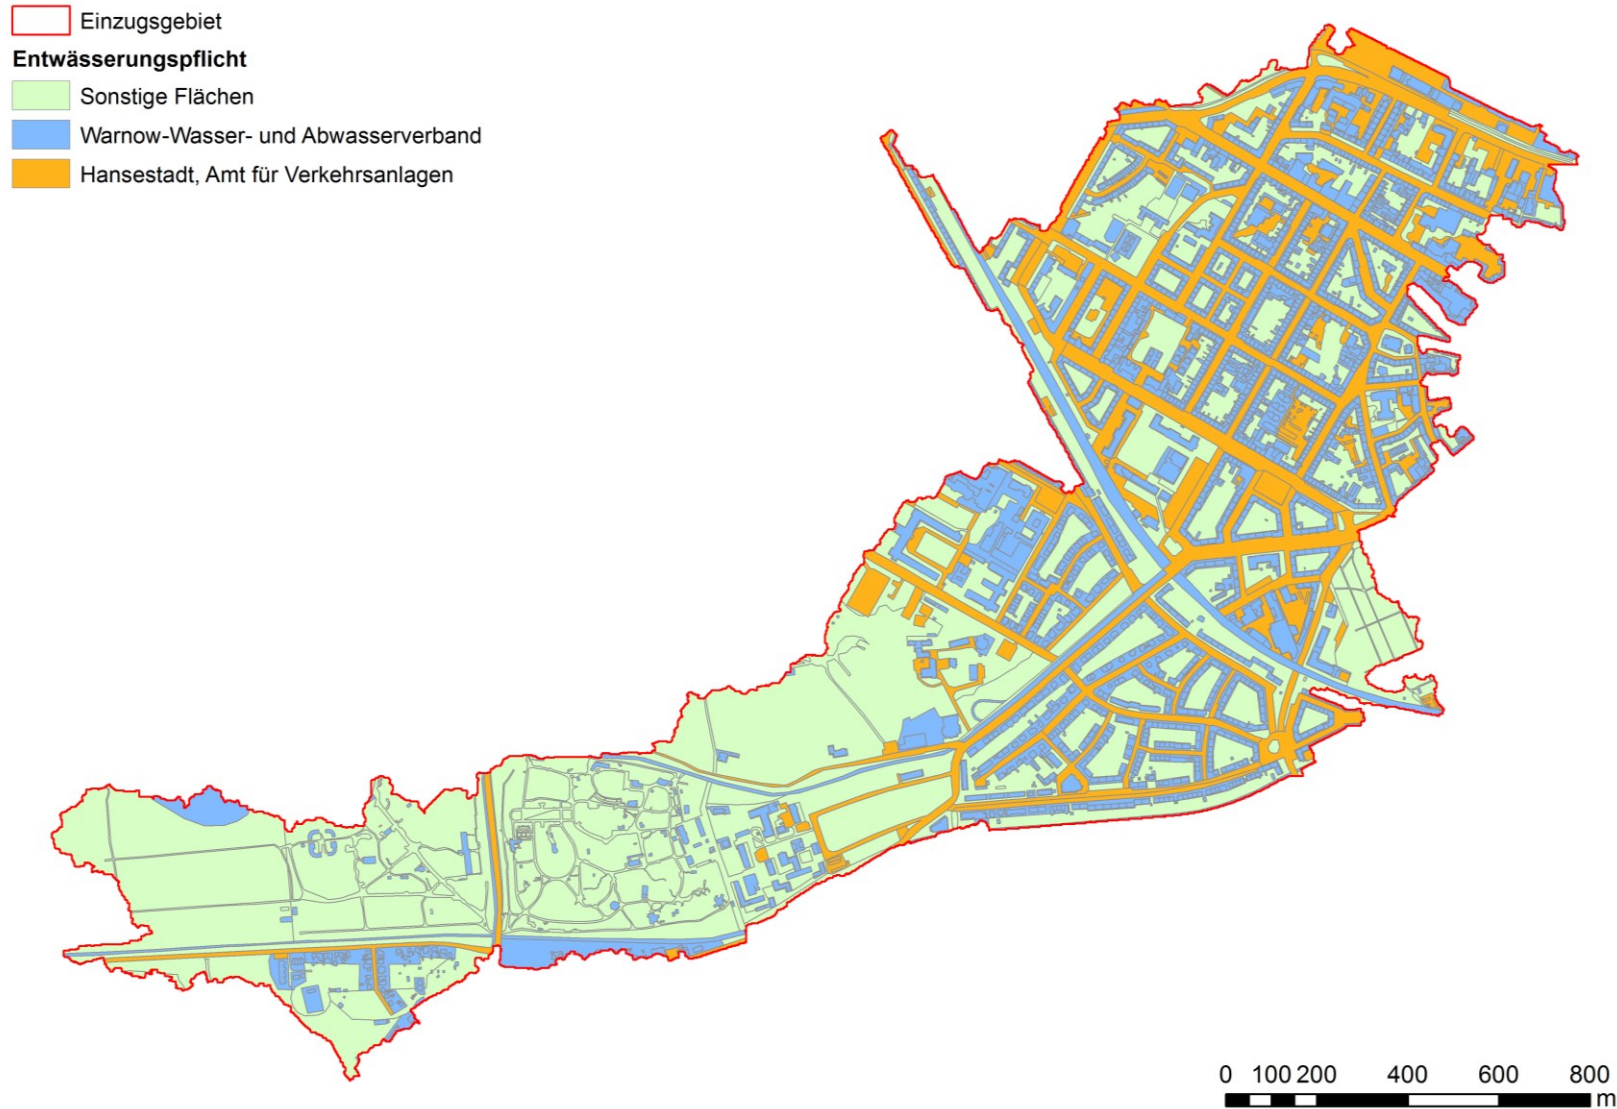 Einzugsgebiet
Entwässerungspflicht
Sonstige Flächen
Warnow-Wasser- und Abwasserverband
Hansestadt, Amt für Verkehrsanlagen
0 100 200 400 600 800
m